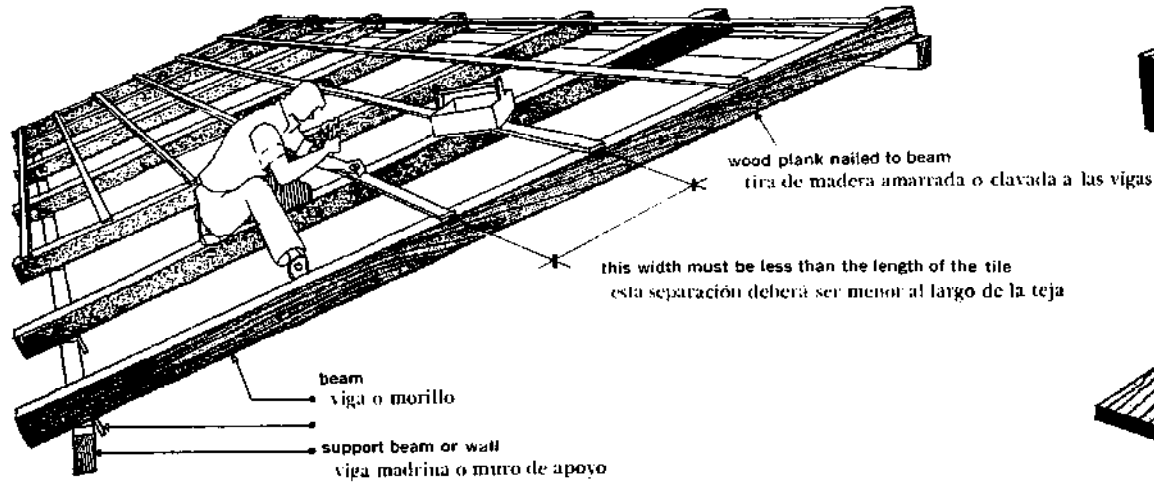 wood plank nailed to beam
tira de madera amarrada o clavada a las vigas
this width must be less than the length of the tile
esta separación deberá ser menor al largo de la teja
beam
viga o morillo
support beam or wall
viga madrina o muro de apoyo